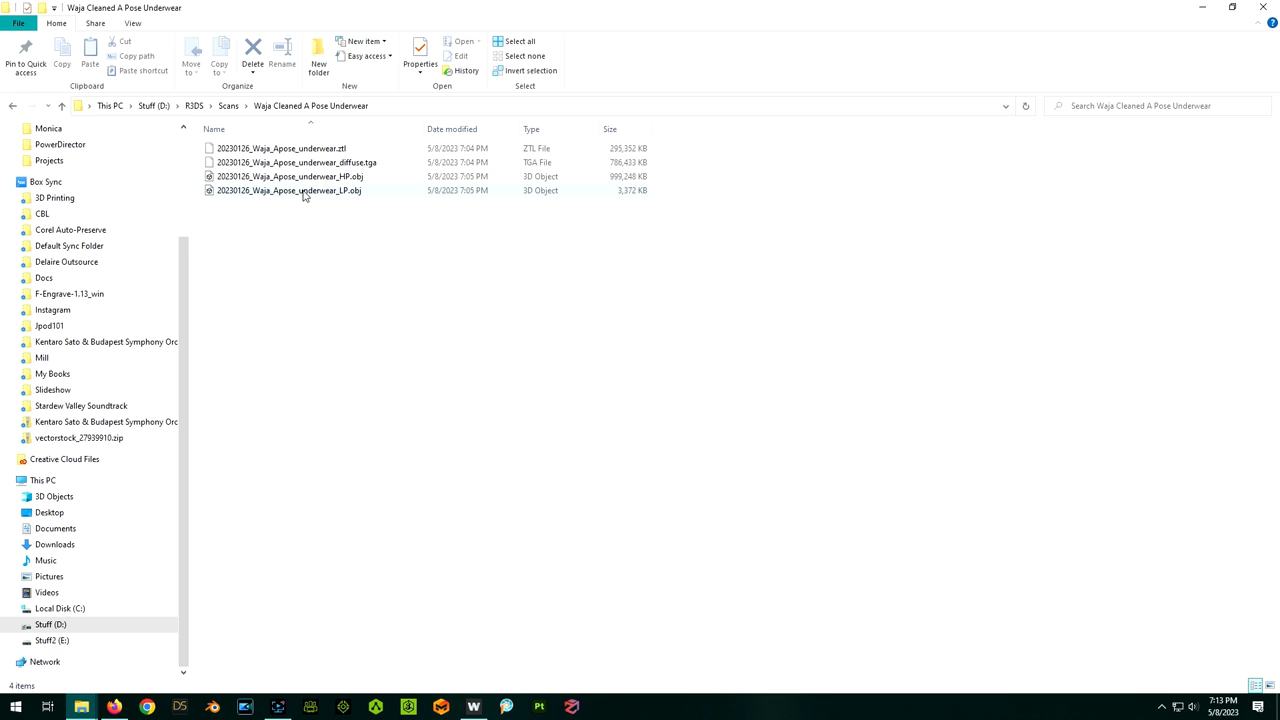 Waja Cleaned A Pose Underwear
File Home Share View
Pin to Quick access
Copy
Paste
Cut
Copy path
Paste shortcut
Clipboard
Move to
Copy to
Delete
Rename
Organize
New folder
New item
Easy access
New
Properties
Open
Edit
History
Open
Select all
Select none
Invert selection
Select
This PC > Stuff (D:) > R3DS > Scans > Waja Cleaned A Pose Underwear
Search Waja Cleaned A Pose Underwear
Name Date modified Type Size
20230126_Waja_Apose_underwear.ztl 5/8/2023 7:04 PM ZTL File 295,352 KB
20230126_Waja_Apose_underwear_diffuse.tga 5/8/2023 7:04 PM TGA File 786,433 KB
20230126_Waja_Apose_underwear_HP.obj 5/8/2023 7:05 PM 3D Object 999,248 KB
20230126_Waja_Apose_underwear_LP.obj 5/8/2023 7:05 PM 3D Object 3,372 KB
Monica
PowerDirector
Projects
Box Sync
3D Printing
CBL
Corel Auto-Preserve
Default Sync Folder
Delaire Outsource
Docs
F-Engrave-1.13_win
Instagram
Jpod101
Kentaro Sato & Budapest Symphony Orc
Mill
My Books
Slideshow
Stardew Valley Soundtrack
Kentaro Sato & Budapest Symphony Orc
vectorstock_27939910.zip
Creative Cloud Files
This PC
3D Objects
Desktop
Documents
Downloads
Music
Pictures
Videos
Local Disk (C:)
Stuff (D:)
Stuff2 (E:)
Network
4 items
DS
W
Pt
7:13 PM
5/8/2023